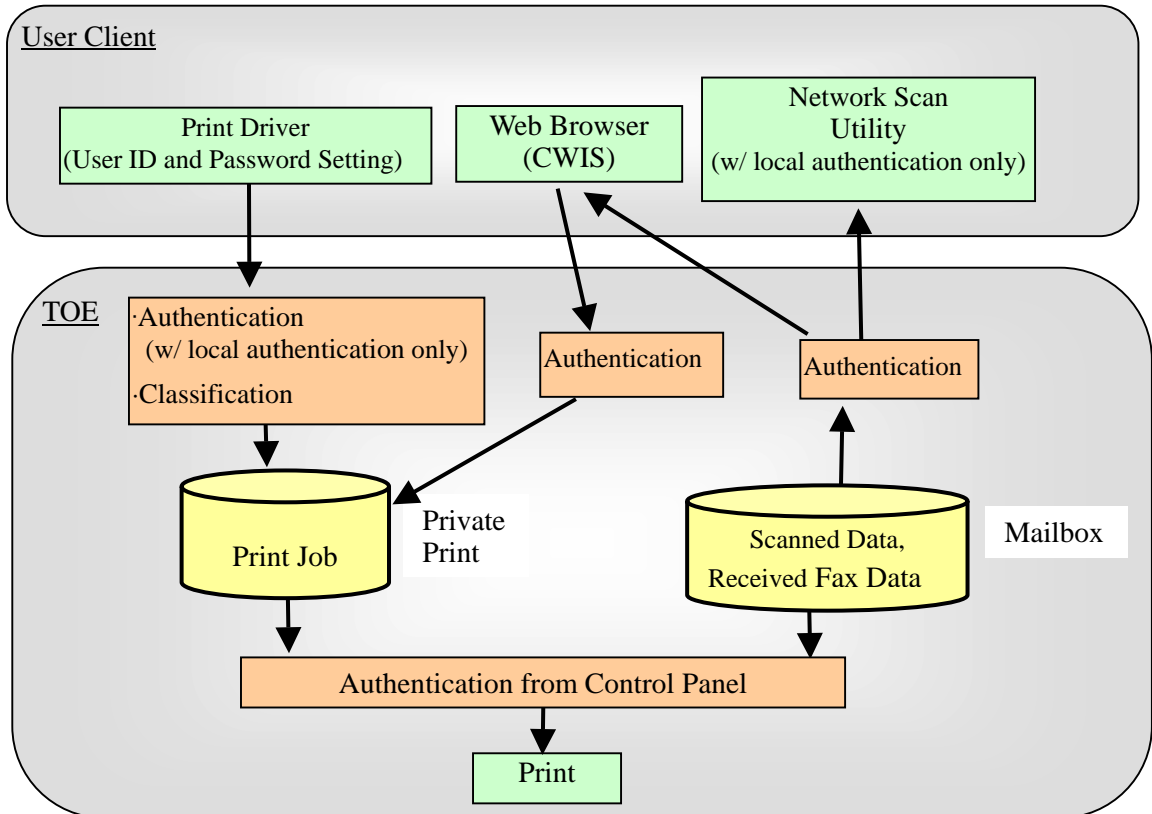 User Client
Print Driver
(User ID and Password Setting)
Web Browser
(CWIS)
Network Scan
Utility
(w/ local authentication only)
TOE
·Authentication
(w/ local authentication only)
·Classification
Authentication
Authentication
Print Job
Private
Print
Scanned Data,
Received Fax Data
Mailbox
Authentication from Control Panel
Print